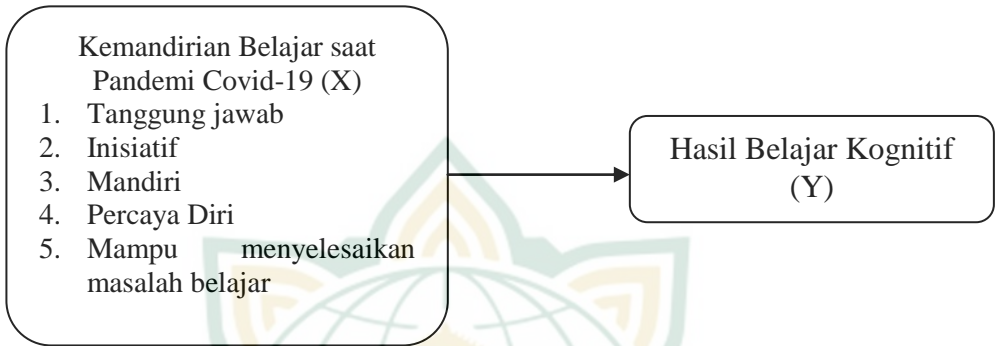 Kemandirian Belajar saat
Pandemi Covid-19 (X)
1. Tanggung jawab
2. Inisiatif
3. Mandiri
4. Percaya Diri
5. Mampu menyelesaikan
masalah belajar
Hasil Belajar Kognitif
(Y)